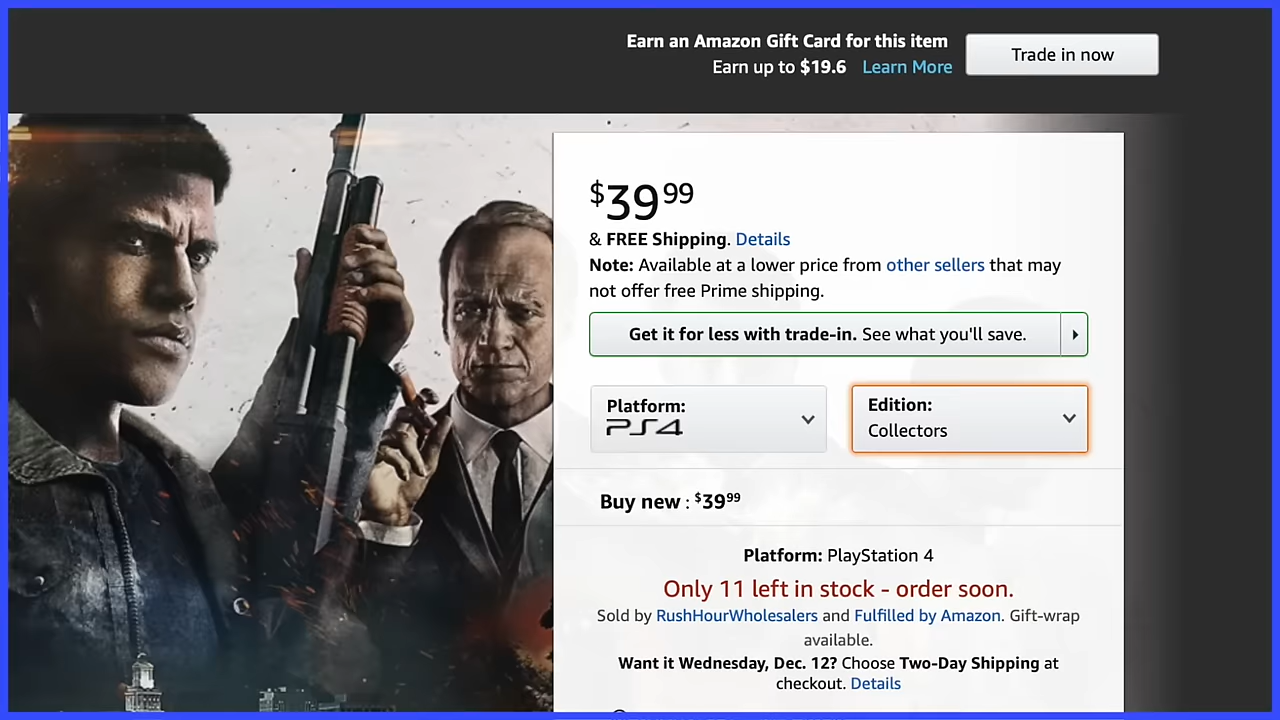 Earn an Amazon Gift Card for this item
Earn up to $19.6 Learn More
Trade in now
$39 99
& FREE Shipping. Details
Note: Available at a lower price from other sellers that may
not offer free Prime shipping.
Get it for less with trade-in. See what you'll save.
Platform:
PS4
Edition:
Collectors
Buy new : $39 99
Platform: PlayStation 4
Only 11 left in stock - order soon.
Sold by RushHourWholesalers and Fulfilled by Amazon. Gift-wrap
available.
Want it Wednesday, Dec. 12? Choose Two-Day Shipping at
checkout. Details